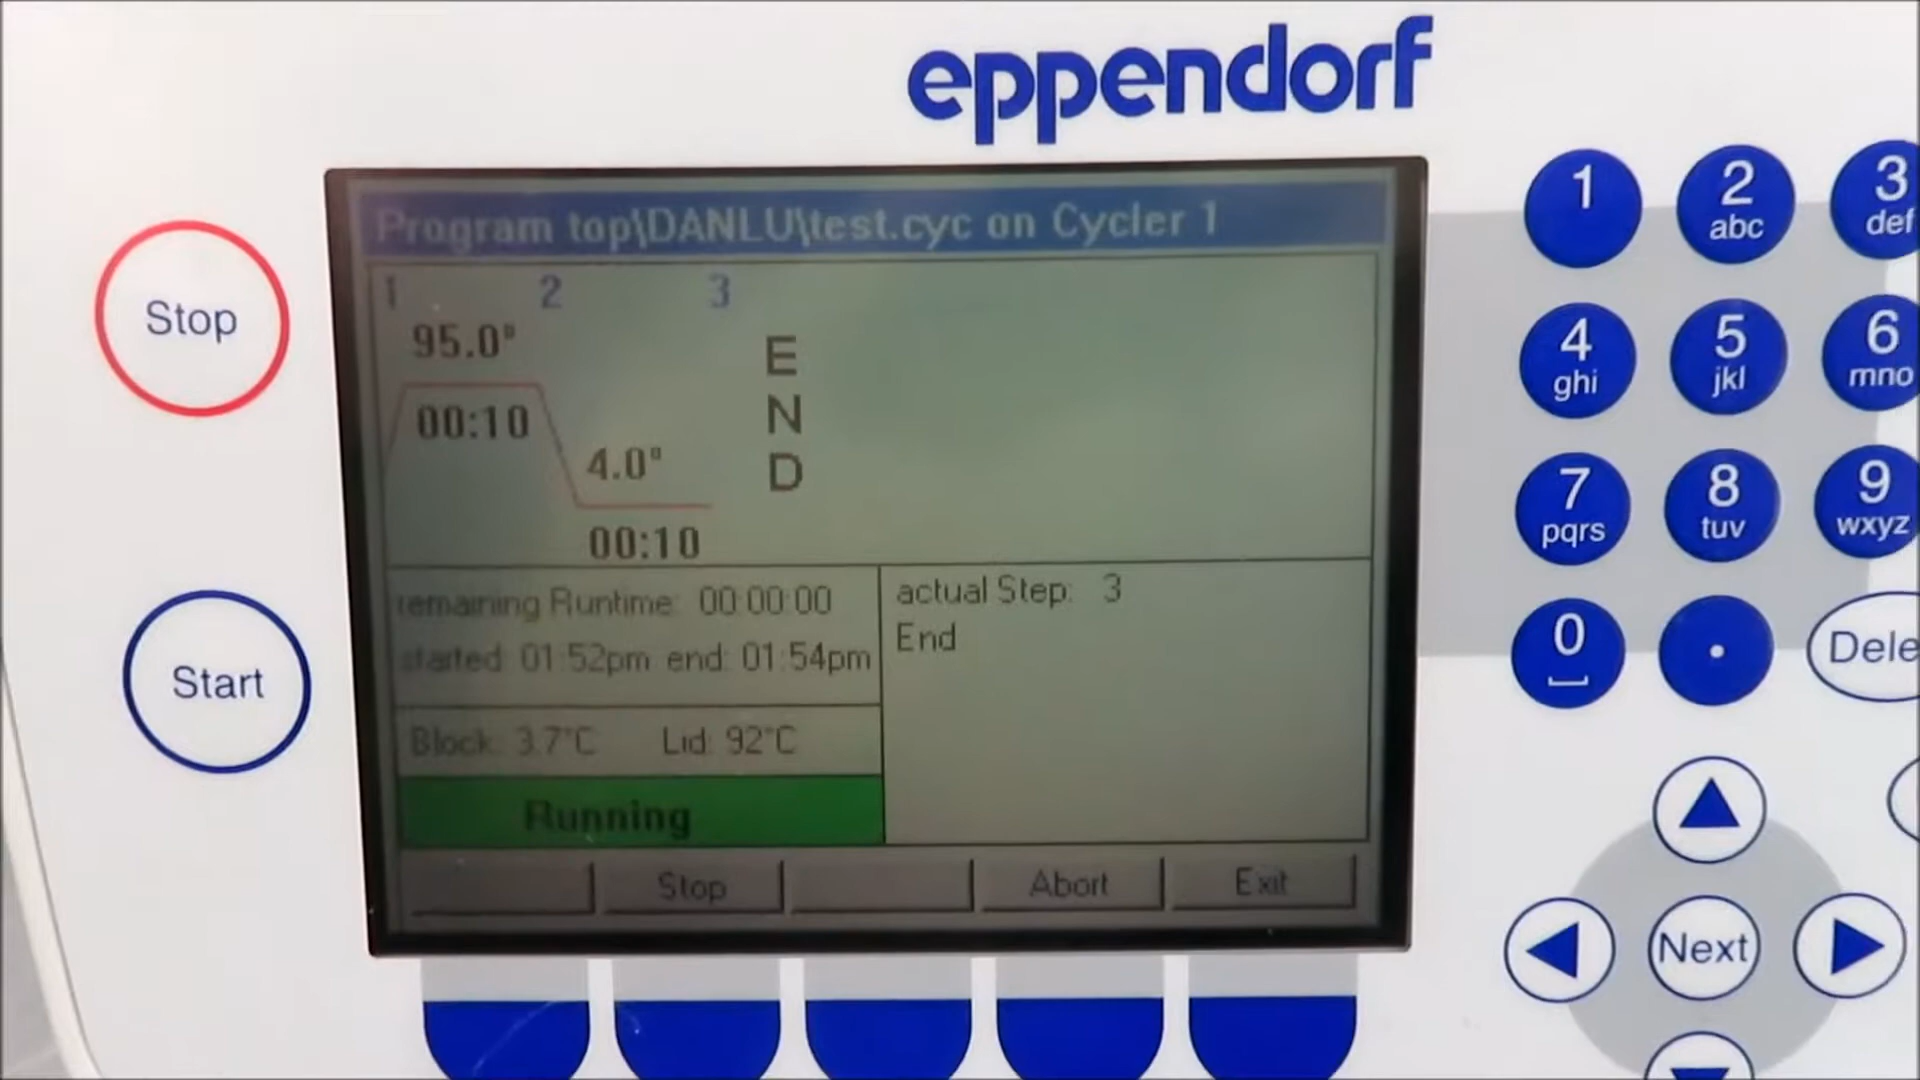 eppendorf
Program top\DANLU\test.cyc on Cycler 1
1 2 3
95.0°
00:10
4.0°
00:10
E
N
D
remaining Runtime: 00:00:00
started: 01:52pm end: 01:54pm
Block: 3.7°C Lid: 92°C
Running
actual Step: 3
End
Stop Abort Exit
Stop
Start
1
2 abc
3 def
4 ghi
5 jkl
6 mno
7 pqrs
8 tuv
9 wxyz
0
.
Dele
Next